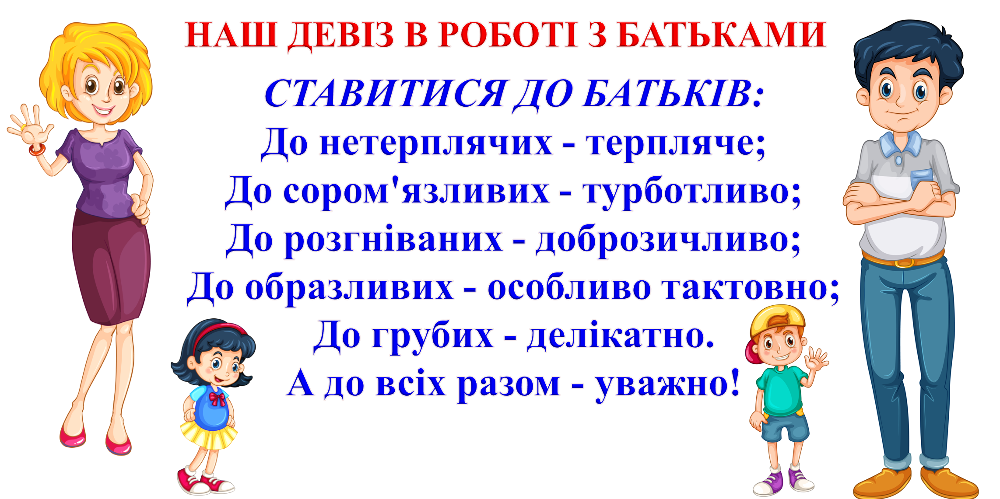 НАШ ДЕВІЗ В РОБОТІ З БАТЬКАМИ
СТАВИТИСЯ ДО БАТЬКІВ:
До нетерплячих - терпляче;
До сором'язливих - турботливо;
До розгніваних - доброзичливо;
До образливих - особливо тактовно;
До грубих - делікатно.
А до всіх разом - уважно!